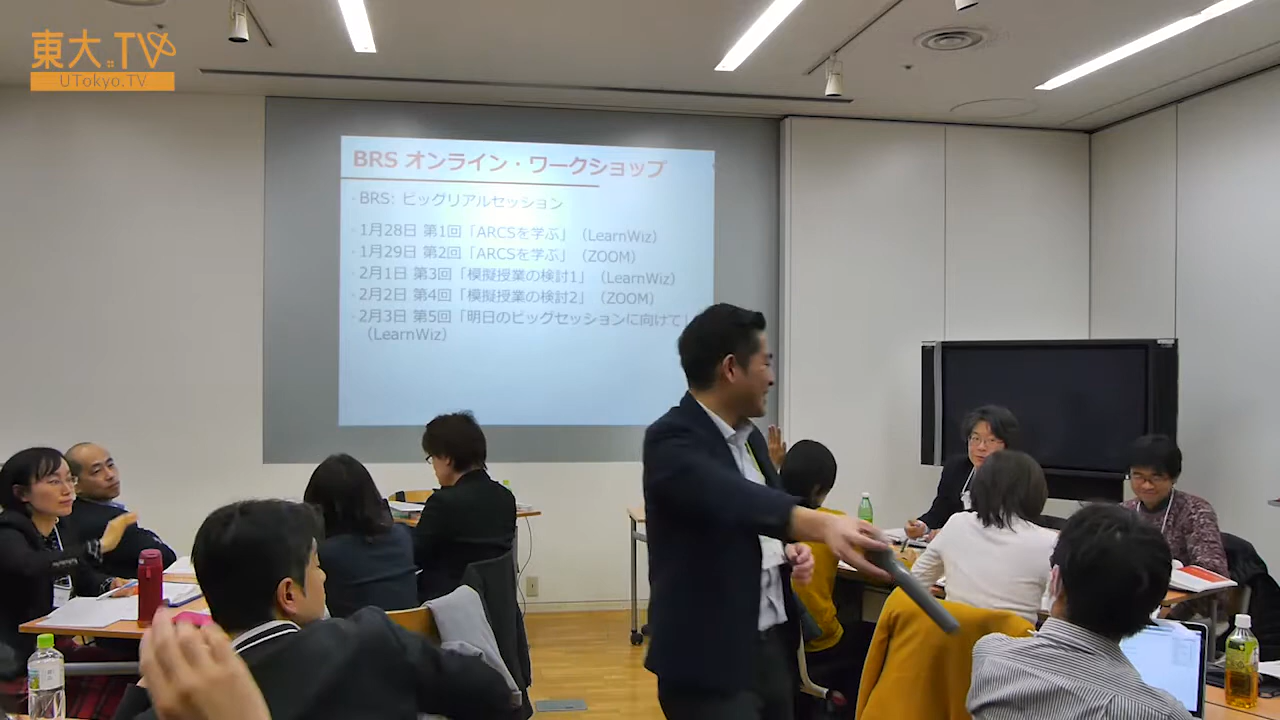 東大.TV
UTokyo.TV
BRS オンライン・ワークショップ
BRS: ビッグリアルセッション
1月28日 第1回「ARCSを学ぶ」（LearnWiz）
1月29日 第2回「ARCSを学ぶ」（ZOOM）
2月1日 第3回「模擬授業の検討1」（LearnWiz）
2月2日 第4回「模擬授業の検討2」（ZOOM）
2月3日 第5回「明日のビッグセッションに向けて」
（LearnWiz）